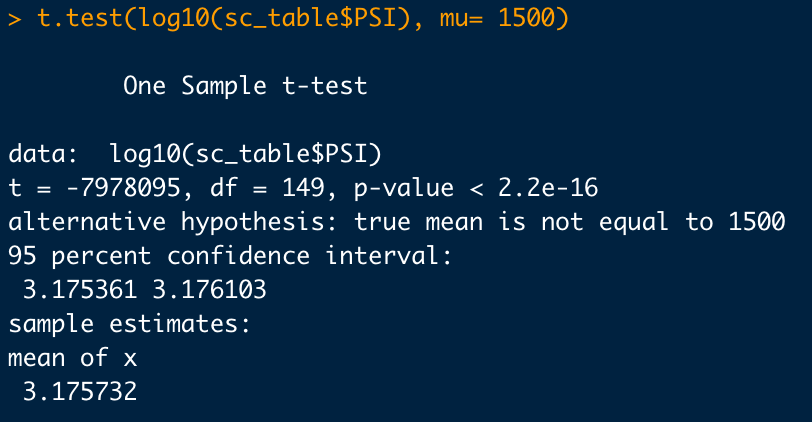 > t.test(log10(sc_table$PSI), mu= 1500)
One Sample t-test
data:  log10(sc_table$PSI)
t = -7978095, df = 149, p-value < 2.2e-16
alternative hypothesis: true mean is not equal to 1500
95 percent confidence interval:
3.175361 3.176103
sample estimates:
mean of x
3.175732